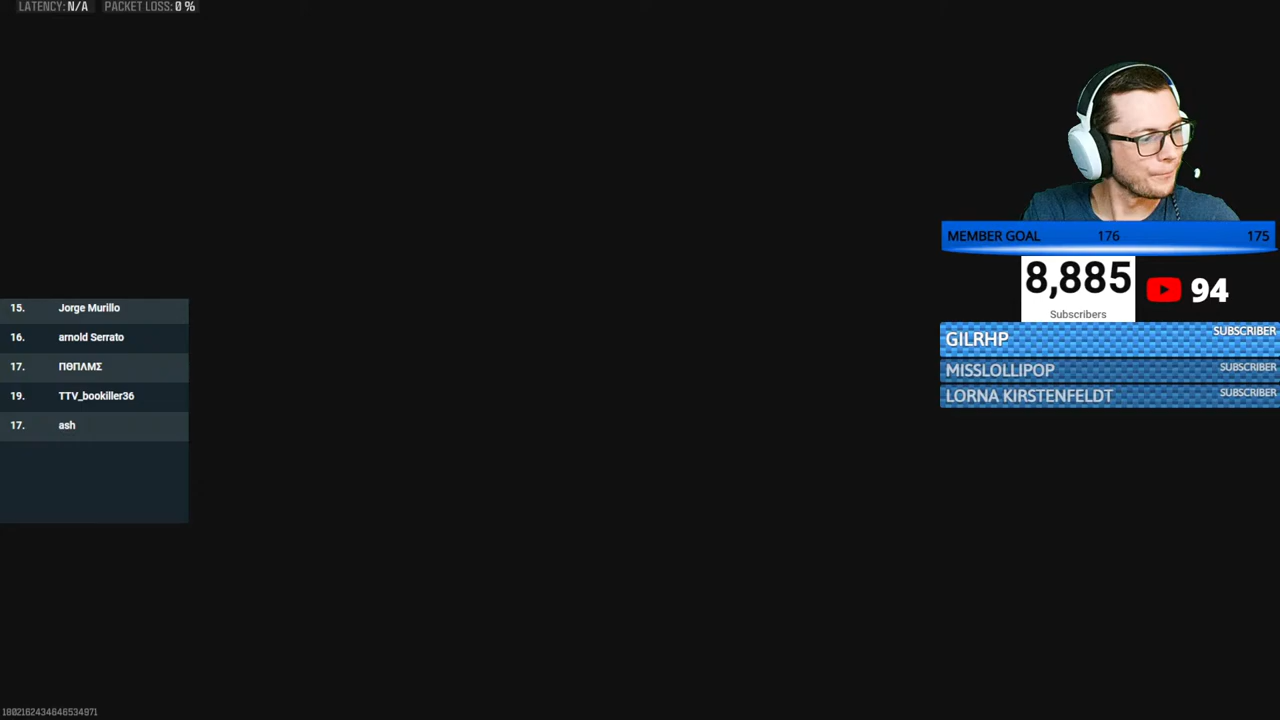 LATENCY: N/A PACKET LOSS: 0 %
MEMBER GOAL 176 175
8,885
Subscribers
94
GILRHP SUBSCRIBER
MISSLOLLIPOP SUBSCRIBER
LORNA KIRSTENFELDT SUBSCRIBER
15. Jorge Murillo
16. arnold Serrato
17. ΠΘΠΛΜΣ
19. TTV_bookiller36
17. ash
1802162434646534971